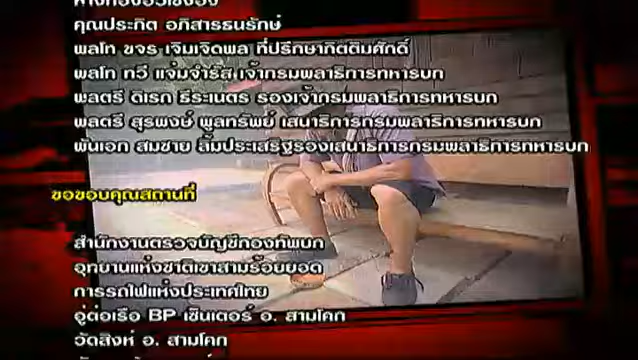 คุณประกิต อภิสารธนรักษ์
พลโท ขจร เจิมเจิดพล ที่ปรึกษากิตติมศักดิ์
พลโท ทวี แจ่มจำรัส เจ้ากรมพลาธิการทหารบก
พลตรี ดิเรก ธีระเนตร รองเจ้ากรมพลาธิการทหารบก
พลตรี สุรพงษ์ พูลทรัพย์ เสนาธิการกรมพลาธิการทหารบก
พันเอก สมชาย ลิ้มประเสริฐรองเสนาธิการกรมพลาธิการทหารบก
ขอขอบคุณสถานที่
สำนักงานตรวจบัญชีกองทัพบก
อุทยานแห่งชาติเขาสามร้อยยอด
การรถไฟแห่งประเทศไทย
อู่ต่อเรือ BP เซ็นเตอร์ อ. สามโคก
วัดสิงห์ อ. สามโคก